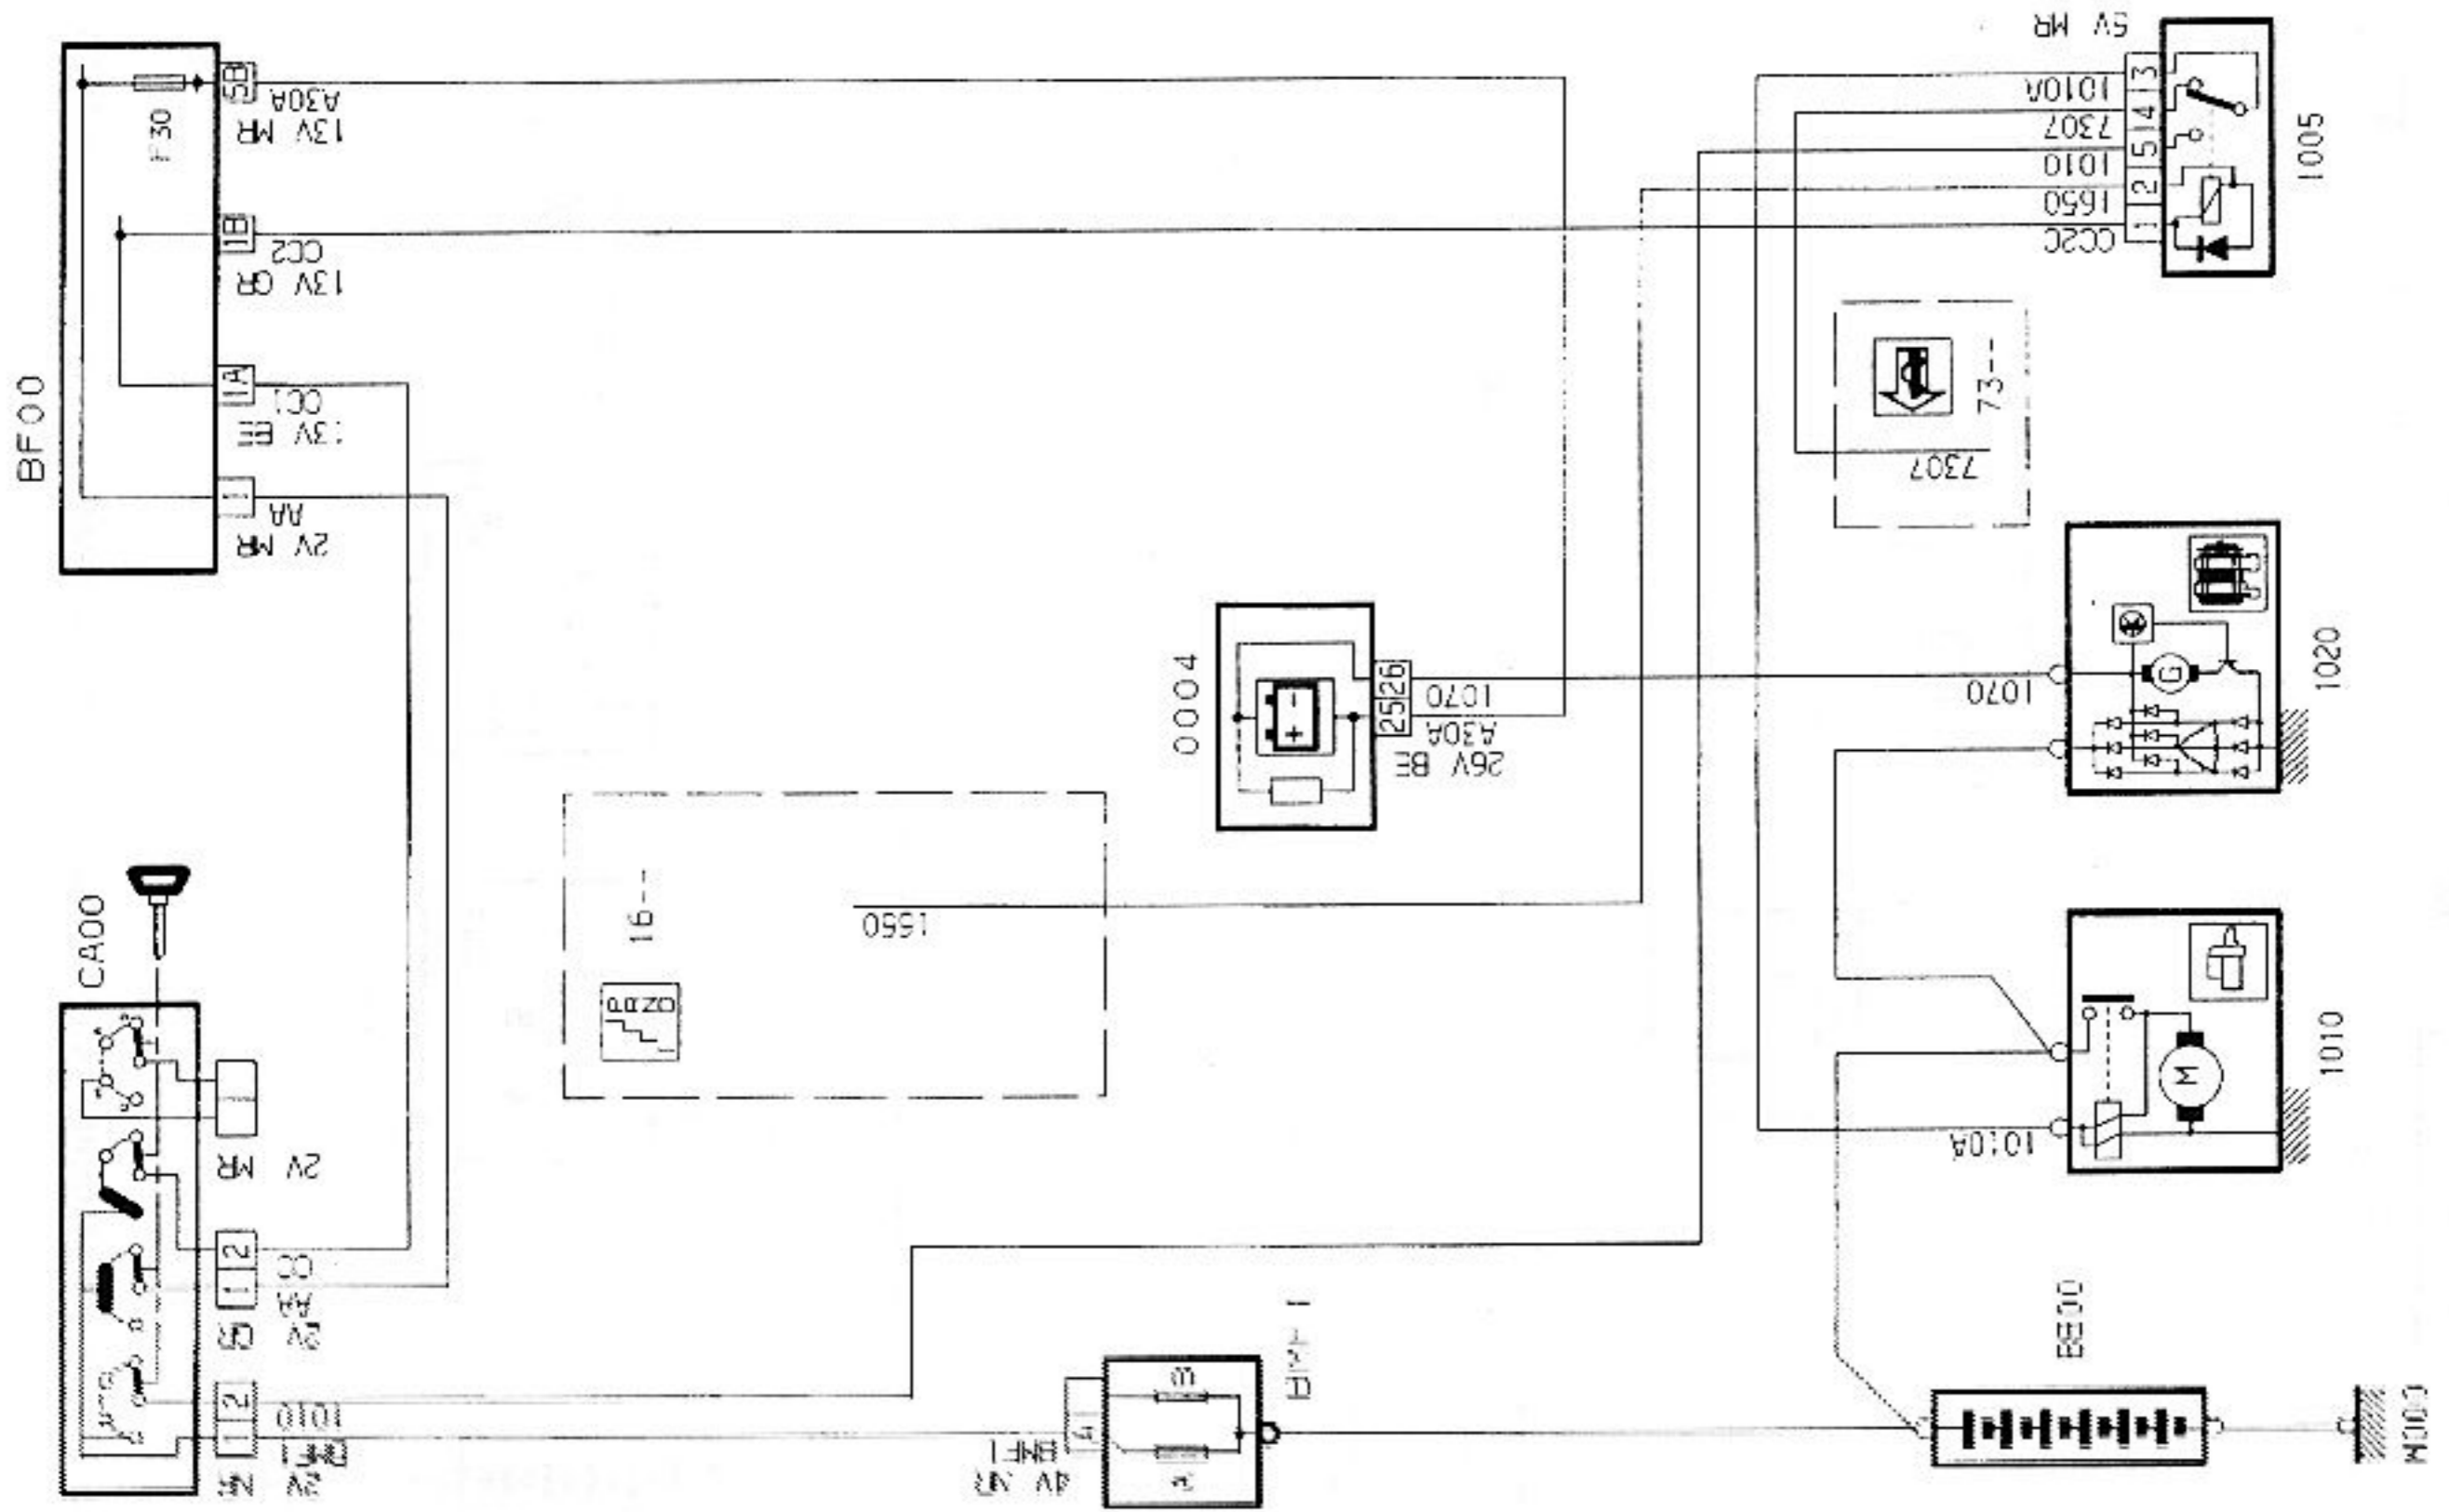 BF00
F30
5B
A30A
13V MR
1B
CC2
13V GR
1A
CC1
13V BE
1
AA
2V MR
5V MR
3
1010A
4
7307
5
1010
2
1650
1
CC2C
1005
73--
7307
0004
+ -
26
1070
25
A30A
26V BE
1070
G
1020
CA00
16--
PRND
1650
2V MR
2
CC
1
AA
2V GR
2
1010
1
BMF1
2V NR
M
1010A
1010
BMF1
B
A
4V NR
BB00
M000